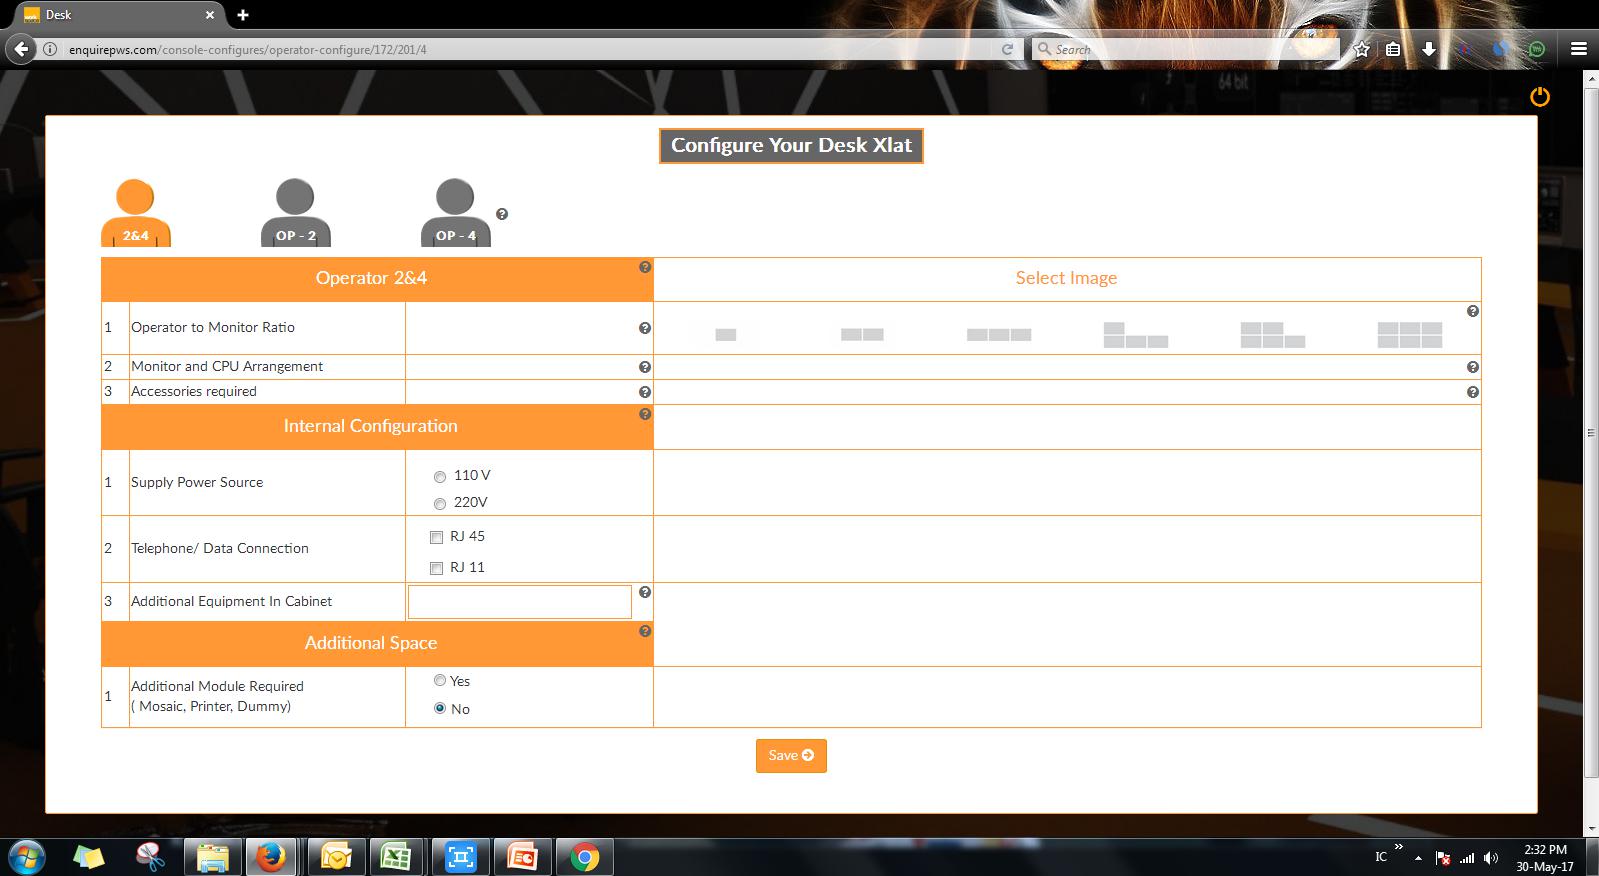 Desk
enquirepws.com/console-configures/operator-configure/172/201/4
Search
64 bit
Configure Your Desk Xlat
2&4
OP - 2
OP - 4
Operator 2&4
Select Image
1 Operator to Monitor Ratio
2 Monitor and CPU Arrangement
3 Accessories required
Internal Configuration
1 Supply Power Source
110 V
220V
2 Telephone/ Data Connection
RJ 45
RJ 11
3 Additional Equipment In Cabinet
Additional Space
1 Additional Module Required
( Mosaic, Printer, Dummy)
Yes
No
Save
IC
2:32 PM
30-May-17